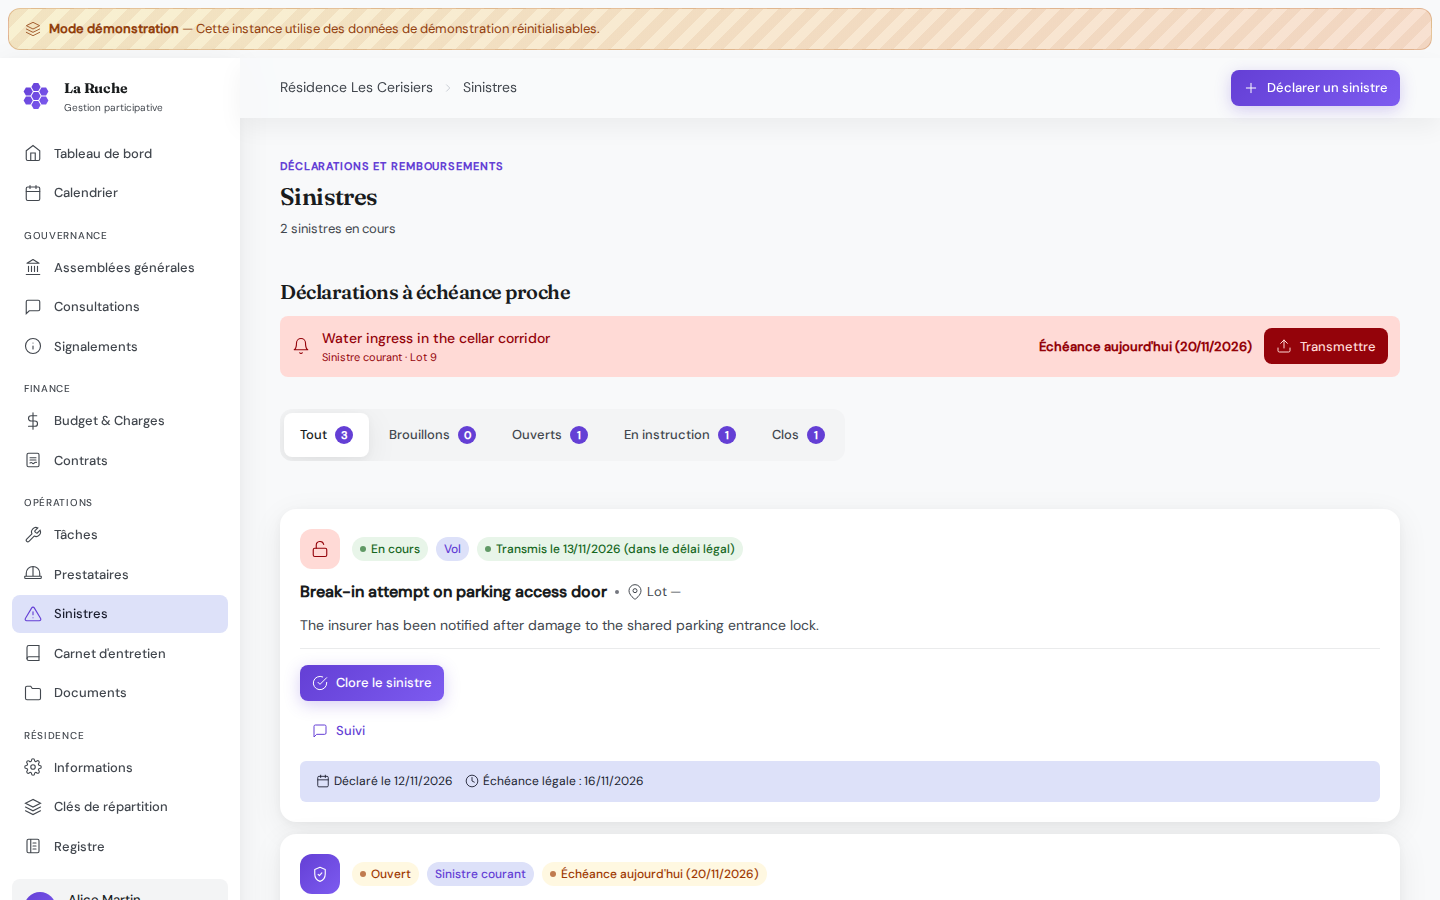 Mode démonstration — Cette instance utilise des données de démonstration réinitialisables.
La Ruche
Gestion participative
Tableau de bord
Calendrier
GOUVERNANCE
Assemblées générales
Consultations
Signalements
FINANCE
Budget & Charges
Contrats
OPÉRATIONS
Tâches
Prestataires
Sinistres
Carnet d'entretien
Documents
RÉSIDENCE
Informations
Clés de répartition
Registre
Alice Martin
Résidence Les Cerisiers > Sinistres
Déclarer un sinistre
DÉCLARATIONS ET REMBOURSEMENTS
Sinistres
2 sinistres en cours
Déclarations à échéance proche
Water ingress in the cellar corridor
Sinistre courant · Lot 9
Échéance aujourd'hui (20/11/2026)
Transmettre
Tout 3 Brouillons 0 Ouverts 1 En instruction 1 Clos 1
En cours Vol Transmis le 13/11/2026 (dans le délai légal)
Break-in attempt on parking access door • Lot —
The insurer has been notified after damage to the shared parking entrance lock.
Clore le sinistre
Suivi
Déclaré le 12/11/2026 Échéance légale : 16/11/2026
Ouvert Sinistre courant Échéance aujourd'hui (20/11/2026)